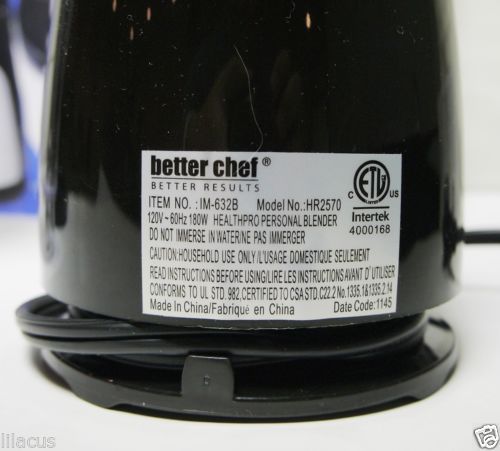 better chef®
BETTER RESULTS
ITEM NO. :IM-632B Model No.:HR2570
120V~60Hz 180W HEALTHPRO PERSONAL BLENDER
DO NOT IMMERSE IN WATER/NE PAS IMMERGER
CAUTION:HOUSEHOLD USE ONLY /L'USAGE DOMESTIQUE SEULEMENT
READ INSTRUCTIONS BEFORE USING/LIRE LES INSTRUCTIONS AVANT D' UTILISER
CONFORMS TO UL STD. 982,CERTIFIED TO CSA STD.C22.2 No.1335.1&1335.2.14
Made In China/Fabriqué en China Date Code:1145
C ETL US
LISTED
Intertek
4000168
lilacus